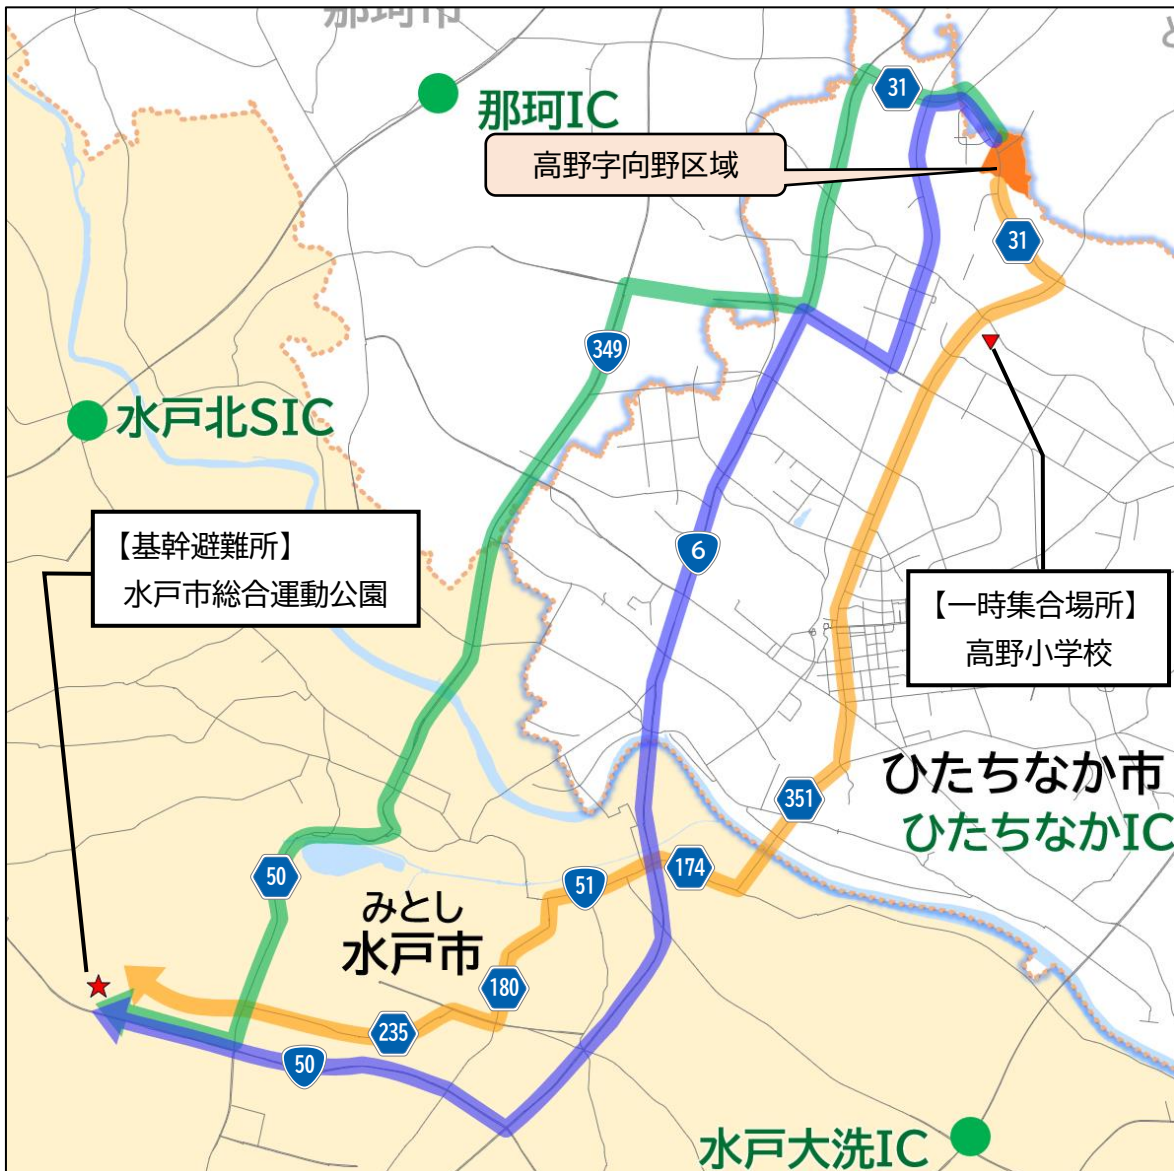 那珂市
31
那珂IC
高野字向野区域
31
349
水戸北SIC
【基幹避難所】
水戸市総合運動公園
6
【一時集合場所】
高野小学校
ひたちなか市
351
ひたちなかIC
174
50
51
みとし
水戸市
180
235
50
水戸大洗IC